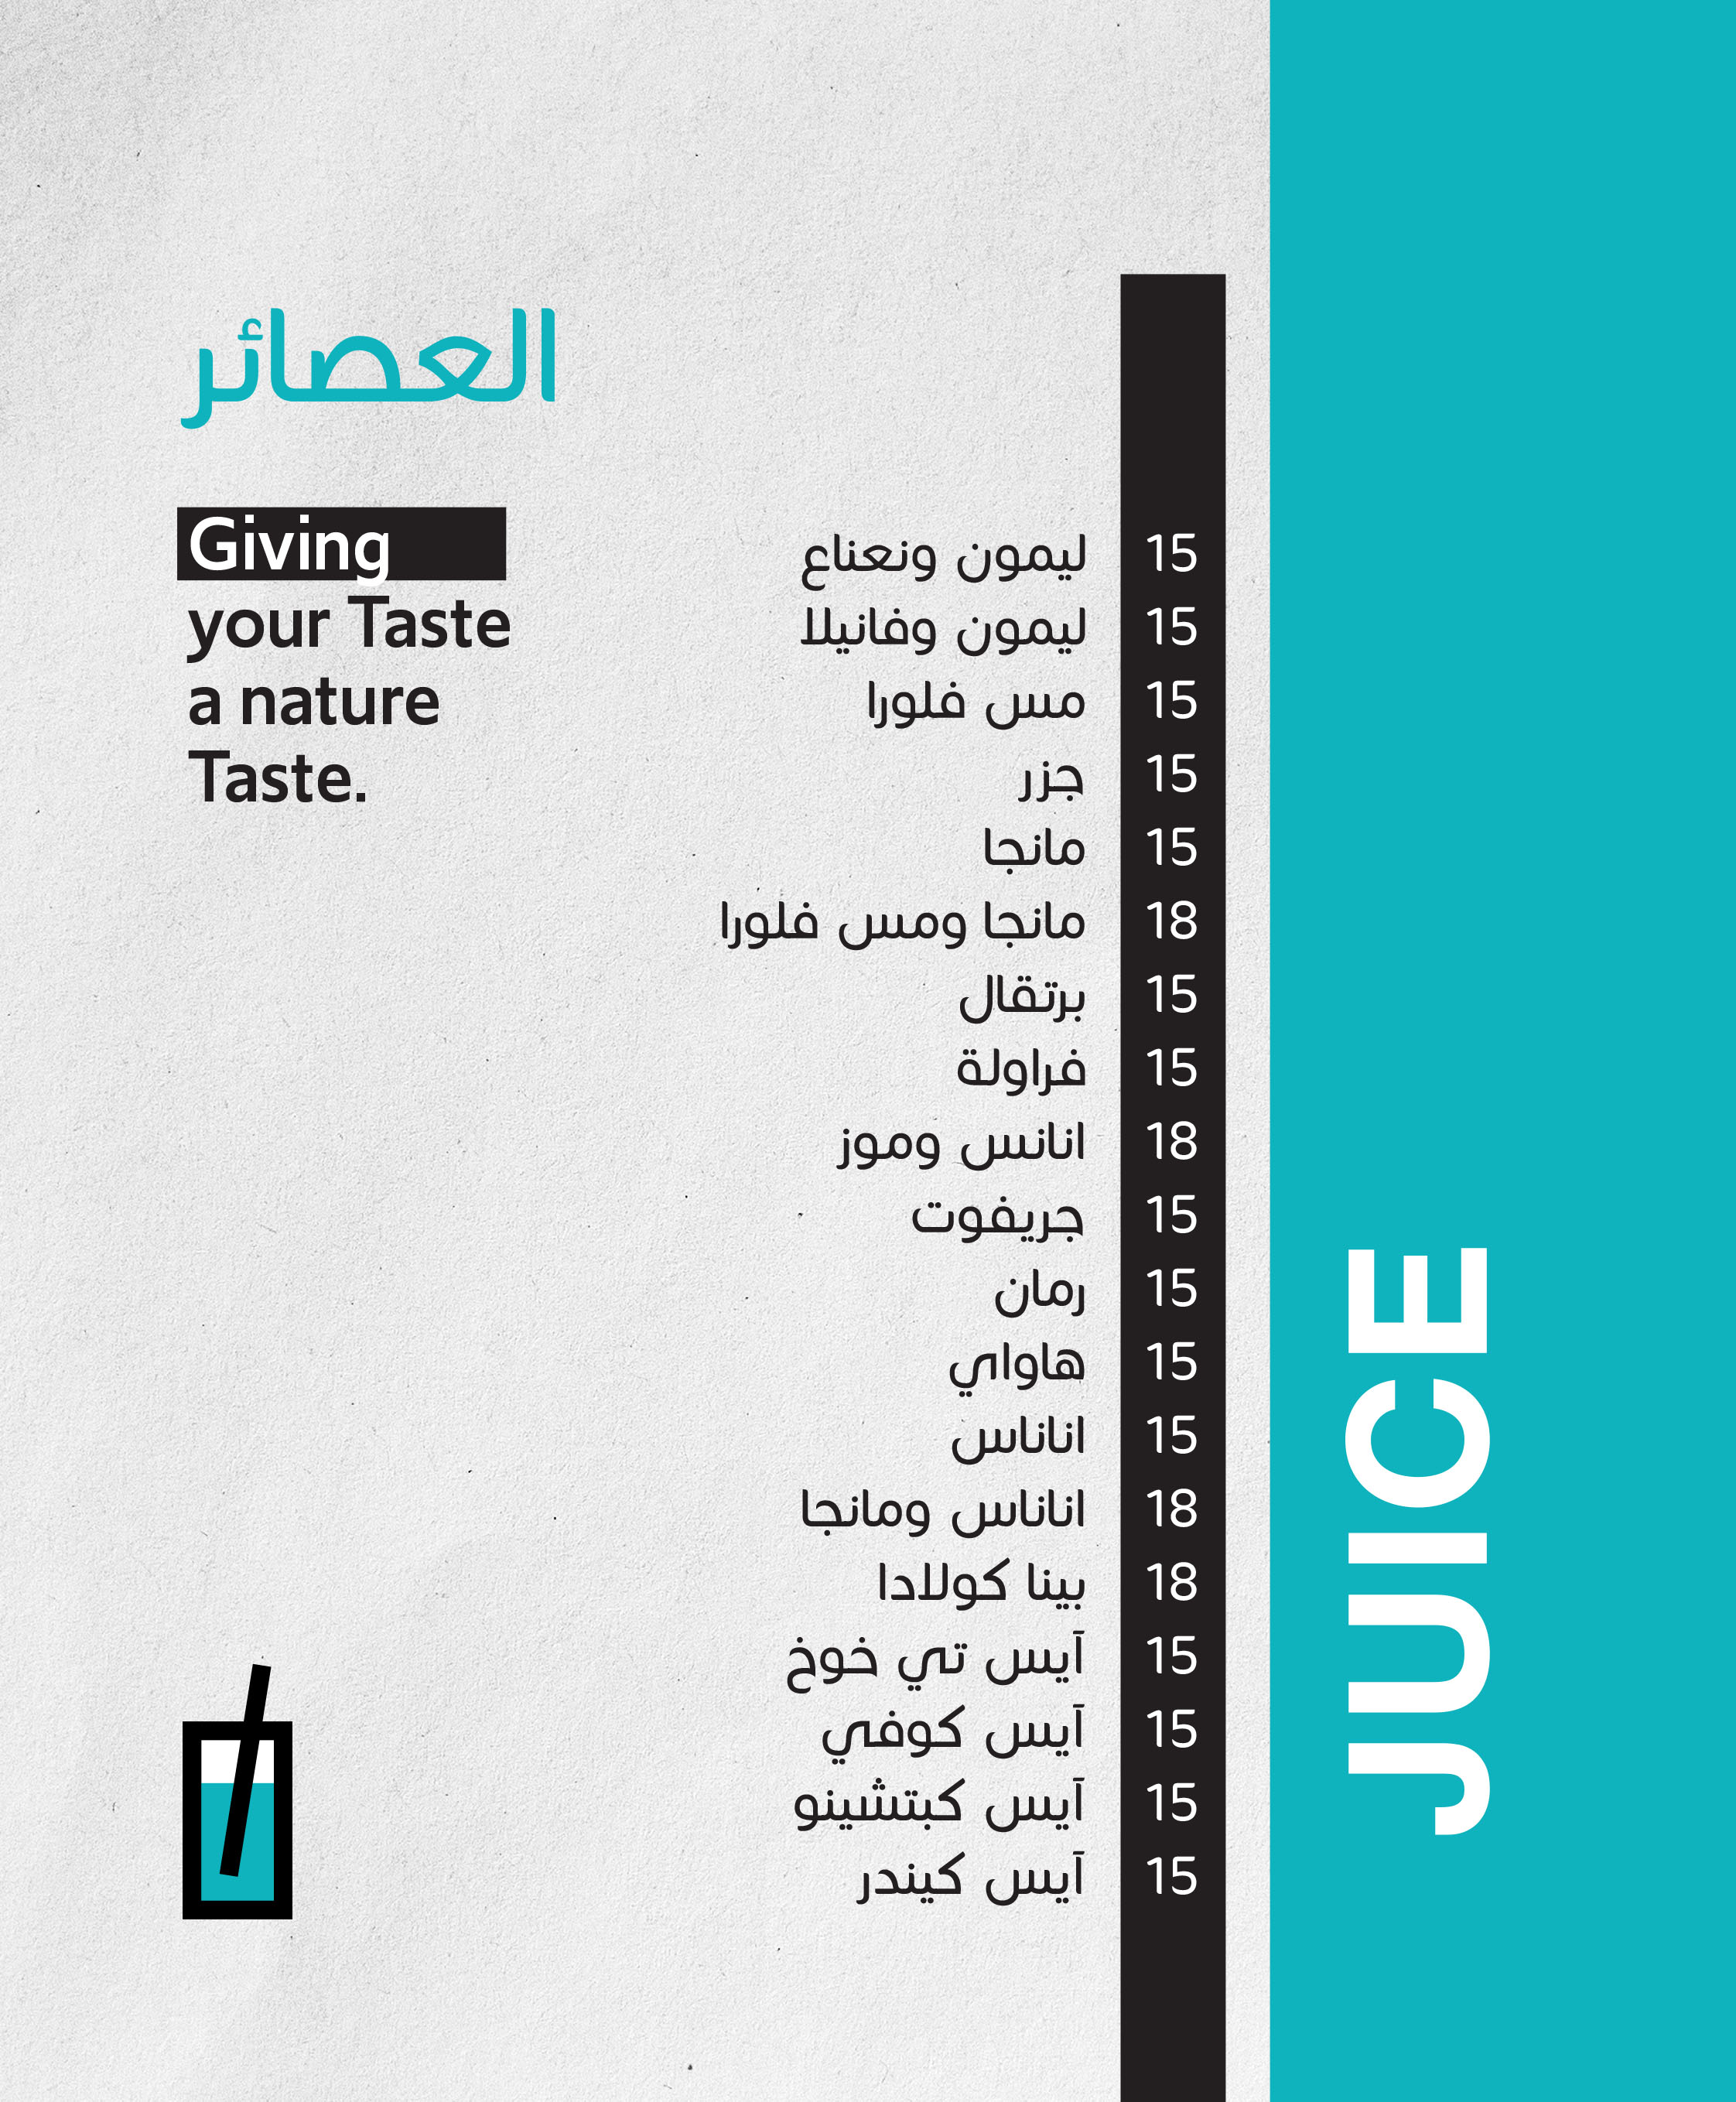 العصائر
Giving
your Taste
a nature
Taste.
ليمون ونعناع 15
ليمون وفانيلا 15
مس فلورا 15
جزر 15
مانجا 15
مانجا ومس فلورا 18
برتقال 15
فراولة 15
انانس وموز 18
جريفوت 15
رمان 15
هاواي 15
اناناس 15
اناناس ومانجا 18
بينا كولادا 18
آيس تي خوخ 15
آيس كوفي 15
آيس كبتشينو 15
آيس كيندر 15
JUICE